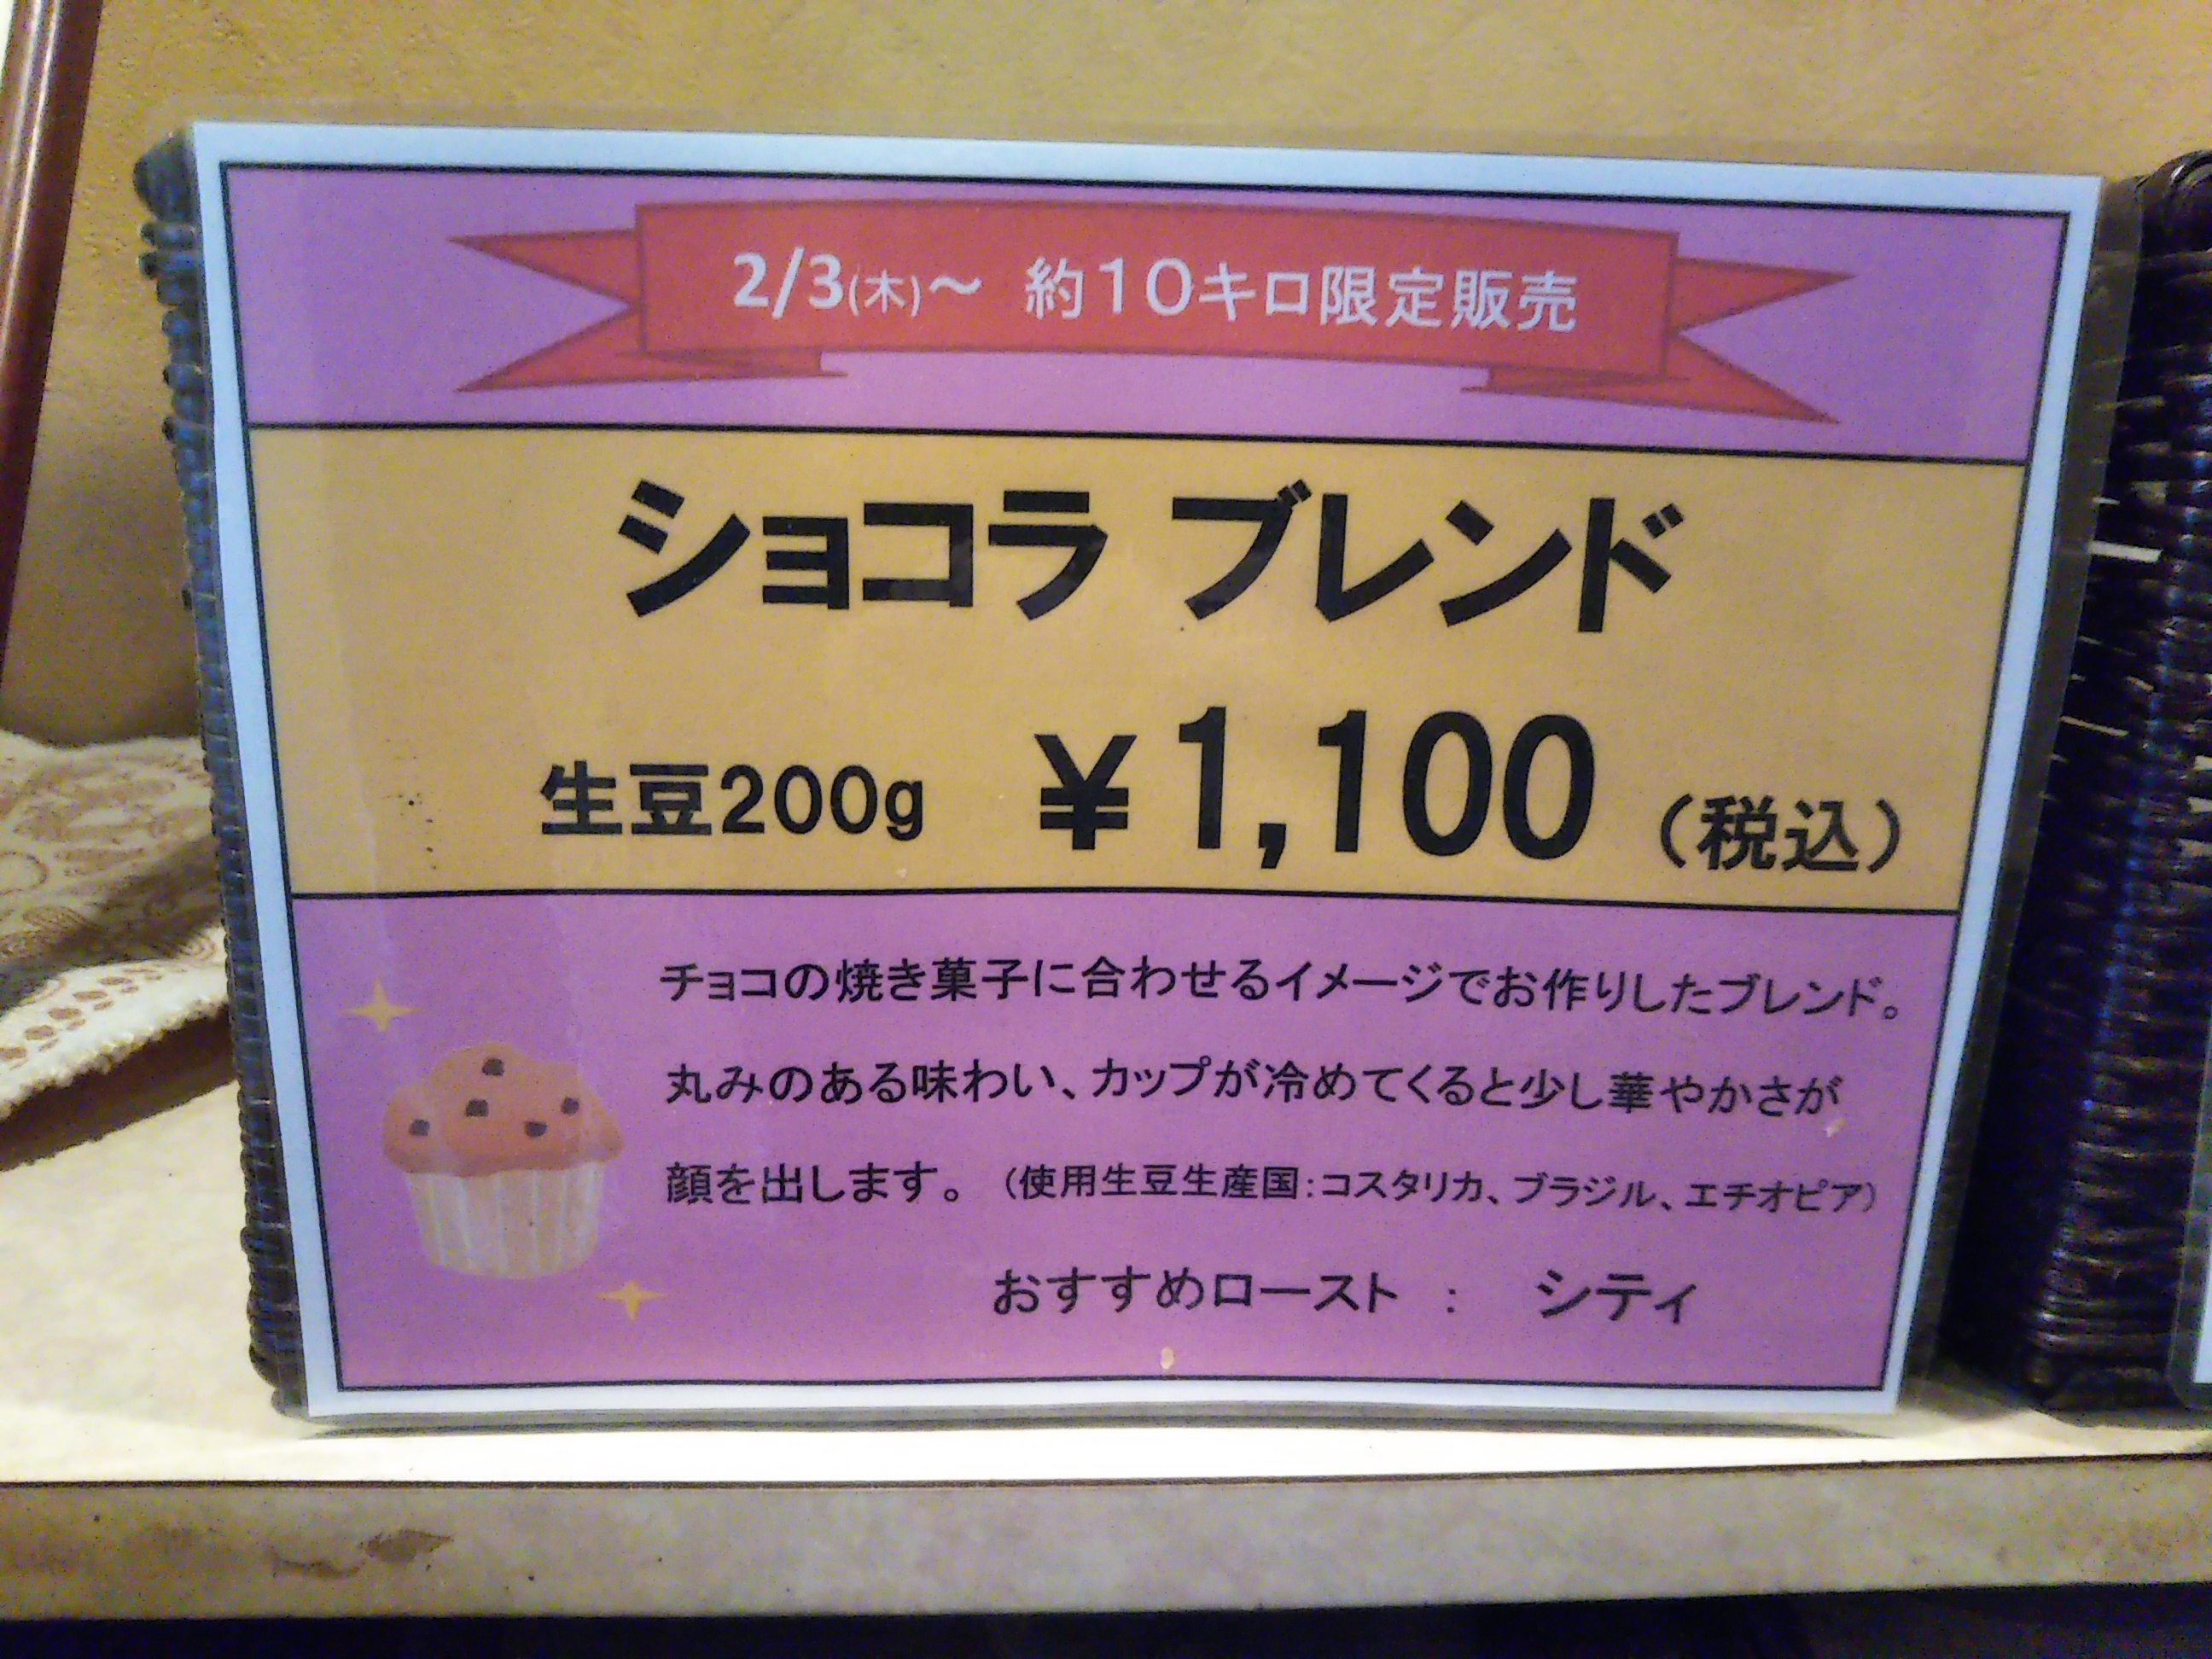 2/3(木)～ 約１０キロ限定販売
ショコラ ブレンド
生豆200g ￥1,100（税込）
チョコの焼き菓子に合わせるイメージでお作りしたブレンド。
丸みのある味わい、カップが冷めてくると少し華やかさが
顔を出します。（使用生豆生産国：コスタリカ、ブラジル、エチオピア）
おすすめロースト ： シティ